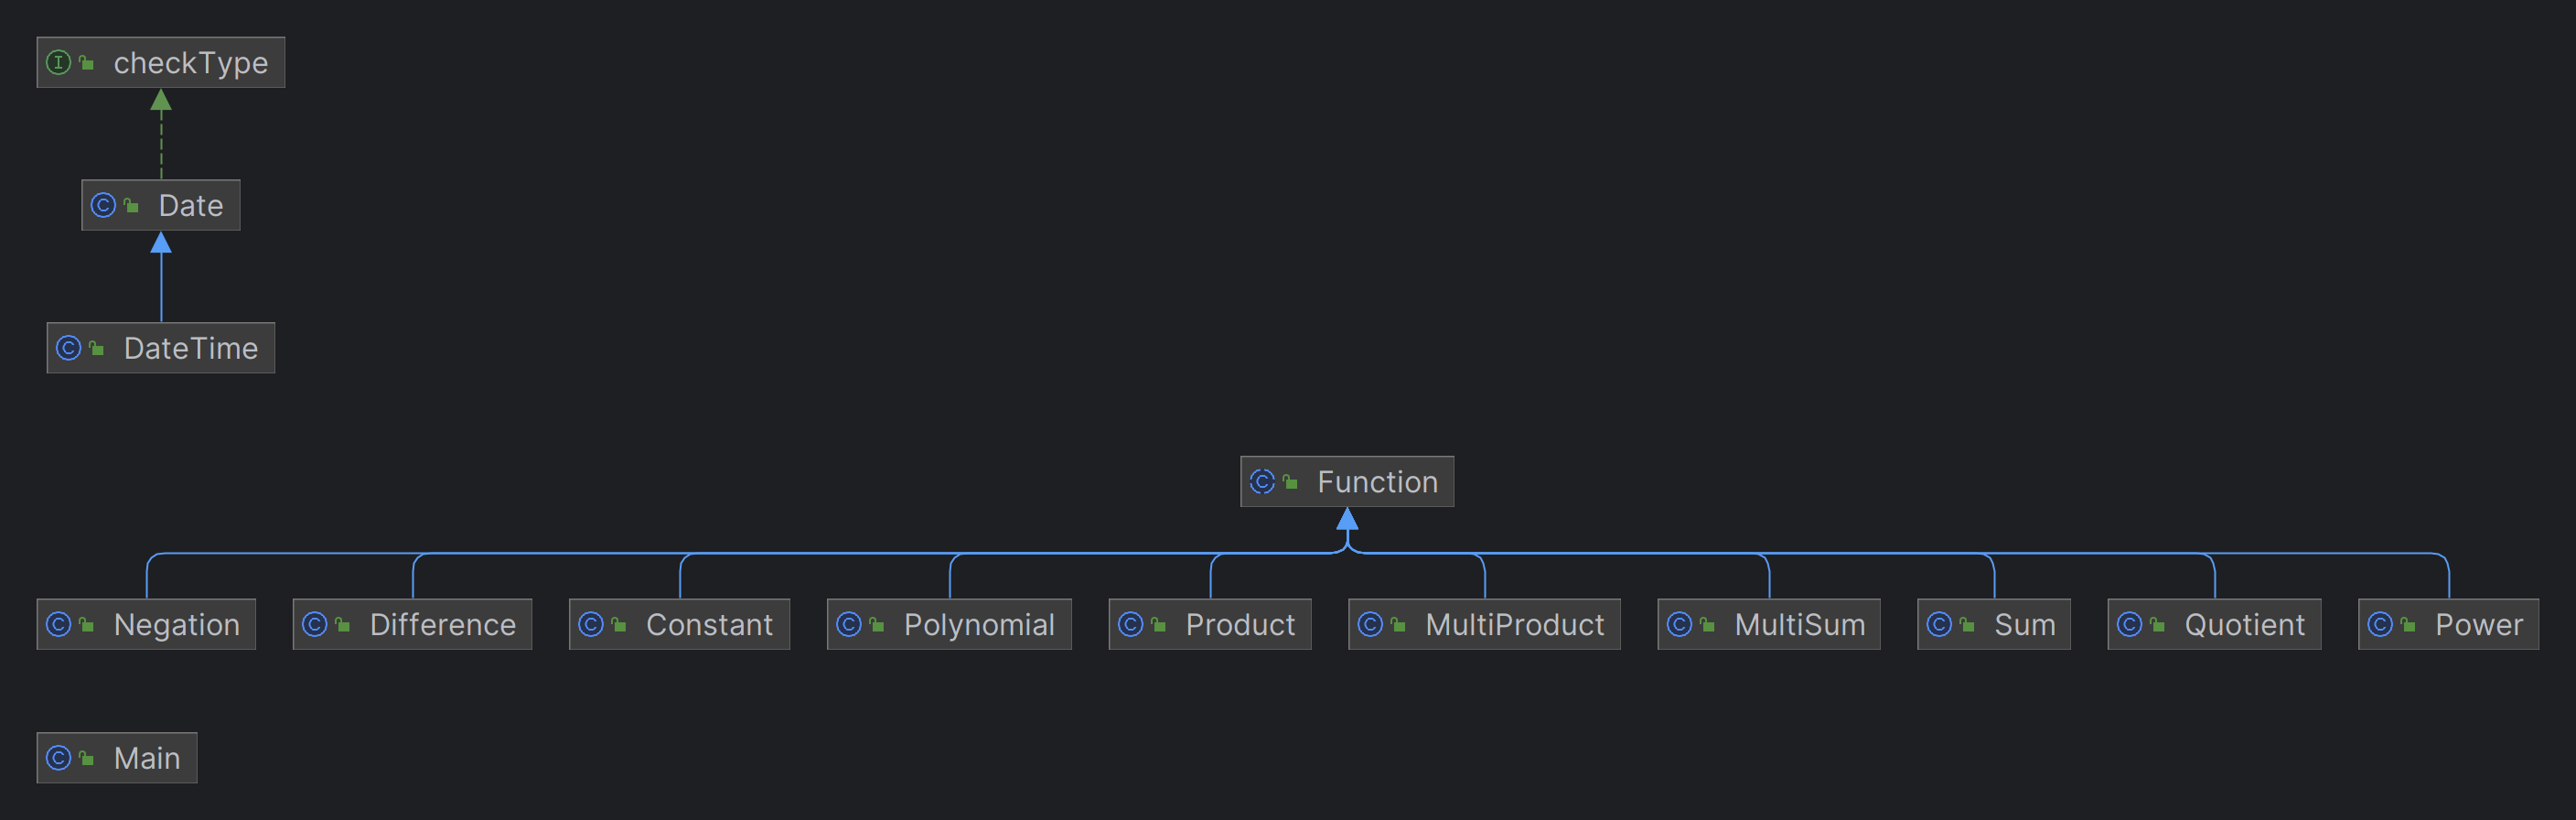 checkType
Date
DateTime
Function
Negation
Difference
Constant
Polynomial
Product
MultiProduct
MultiSum
Sum
Quotient
Power
Main